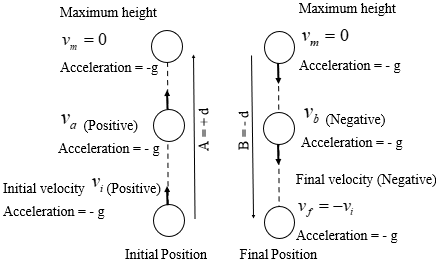 Maximum height
v_m = 0
Acceleration = -g
v_a (Positive)
Acceleration = - g
Initial velocity v_i (Positive)
Acceleration = - g
Initial Position
A = + d
B = - d
Maximum height
v_m = 0
Acceleration = - g
v_b (Negative)
Acceleration = - g
Final velocity (Negative)
v_f = -v_i
Acceleration = - g
Final Position